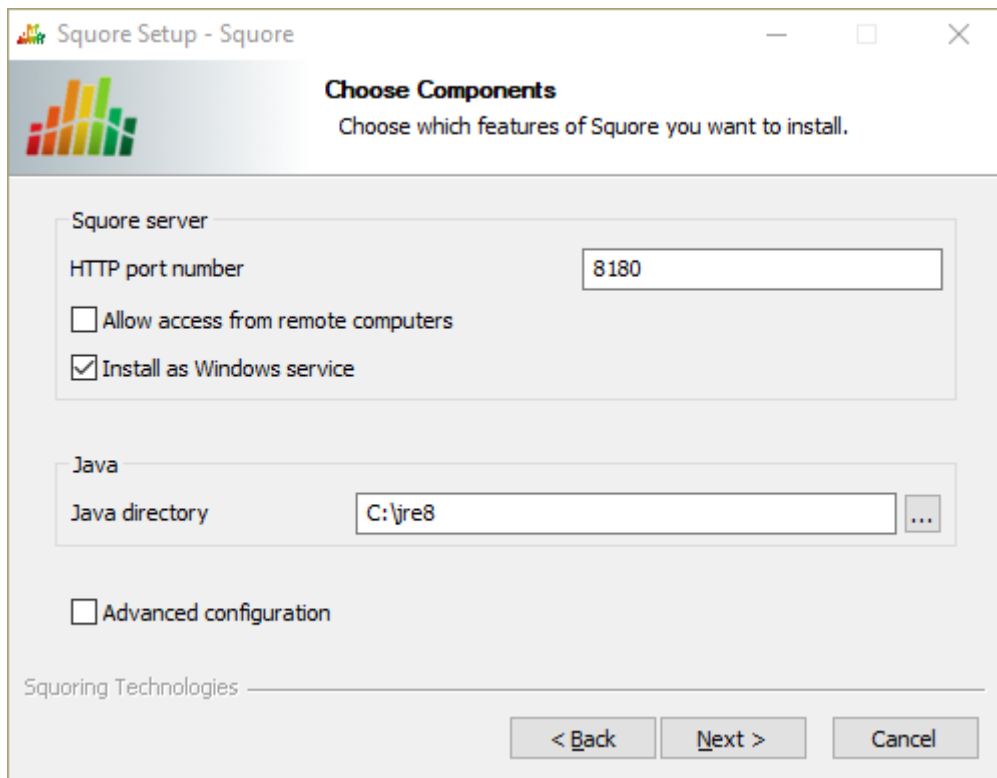 Squore Setup - Squore
Choose Components
Choose which features of Squore you want to install.
Squore server
HTTP port number 8180
Allow access from remote computers
Install as Windows service
Java
Java directory C:\jre8 ...
Advanced configuration
Squoring Technologies
< Back Next > Cancel